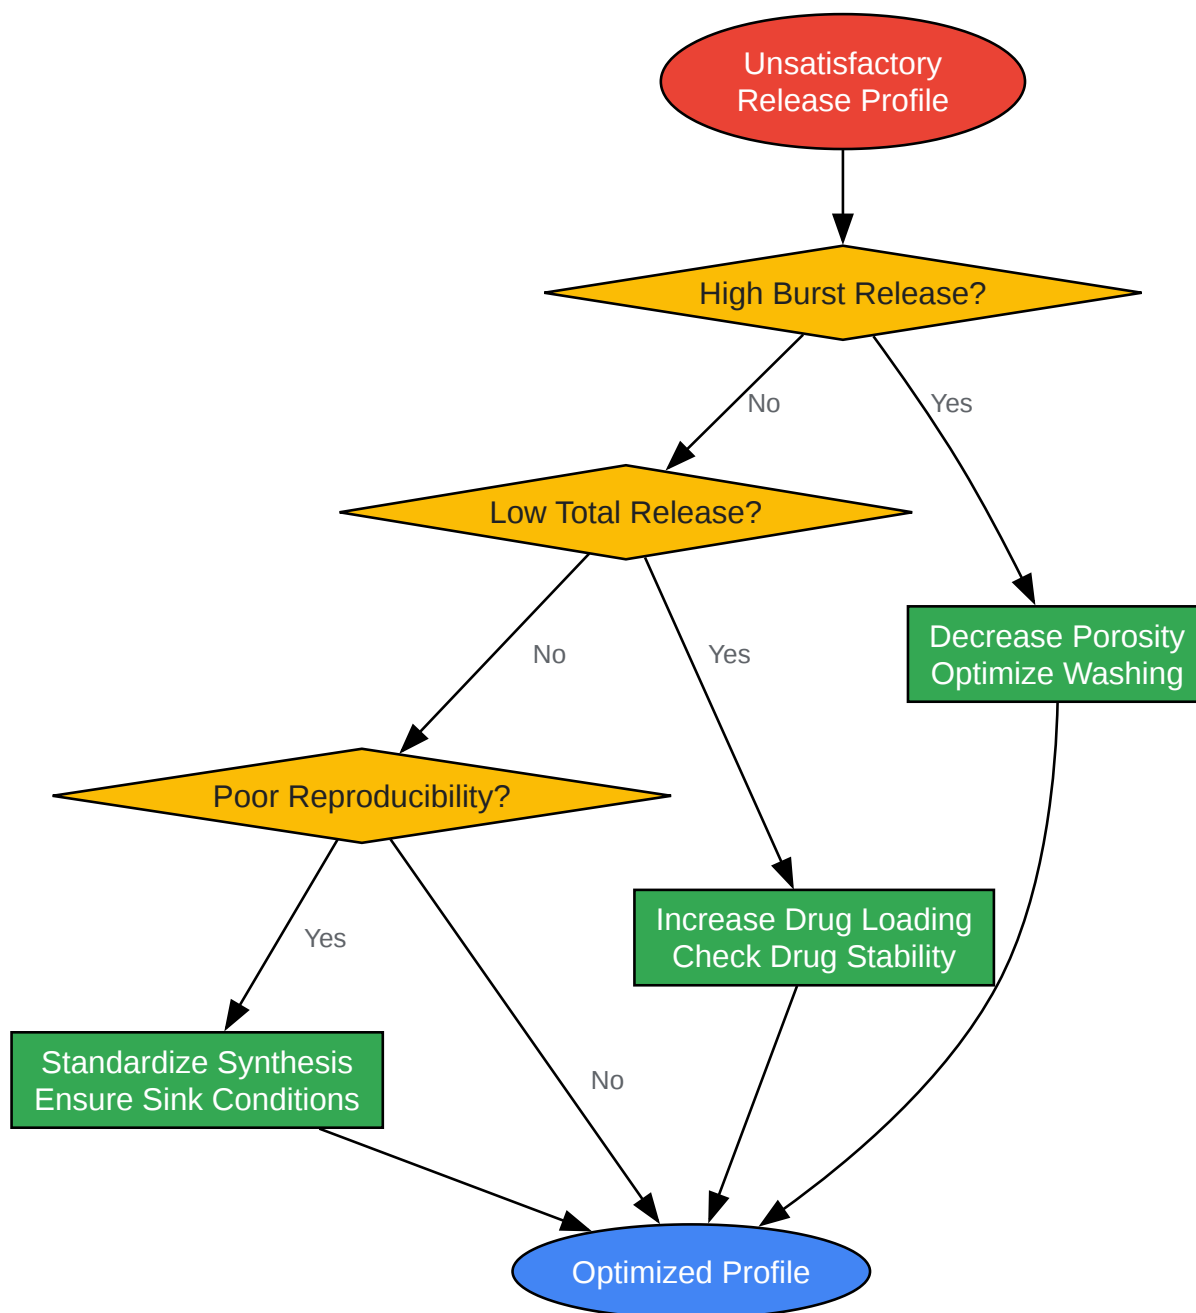 Unsatisfactory
Release Profile
High Burst Release?
No
Yes
Low Total Release?
No
Yes
Decrease Porosity
Optimize Washing
Poor Reproducibility?
Yes
No
Increase Drug Loading
Check Drug Stability
Standardize Synthesis
Ensure Sink Conditions
Optimized Profile